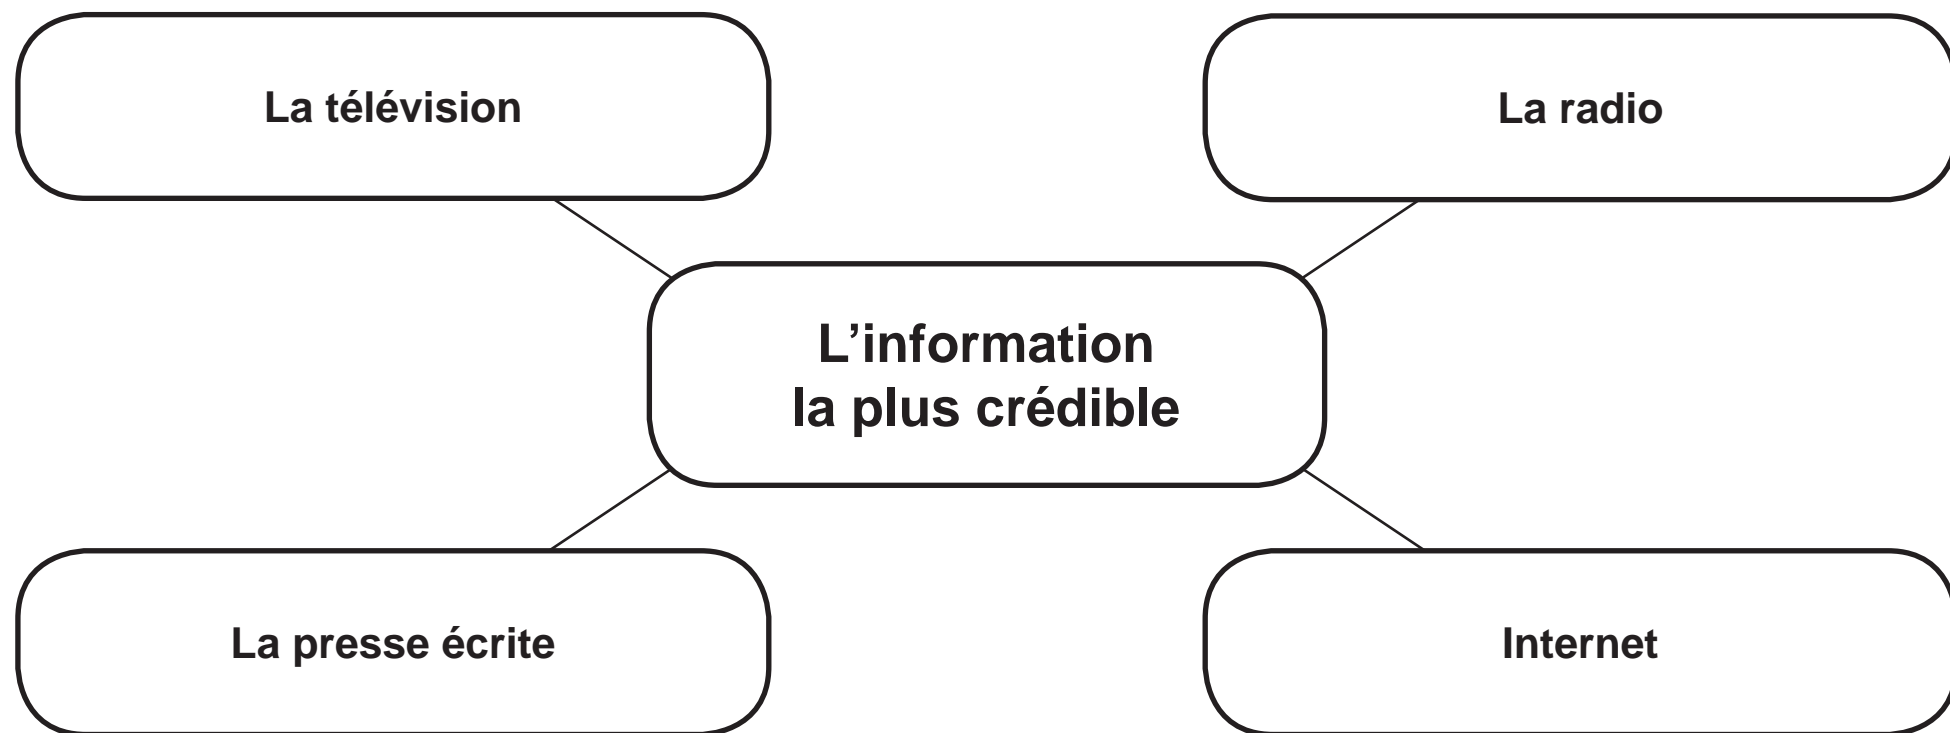 La télévision
La radio
L’information
la plus crédible
La presse écrite
Internet